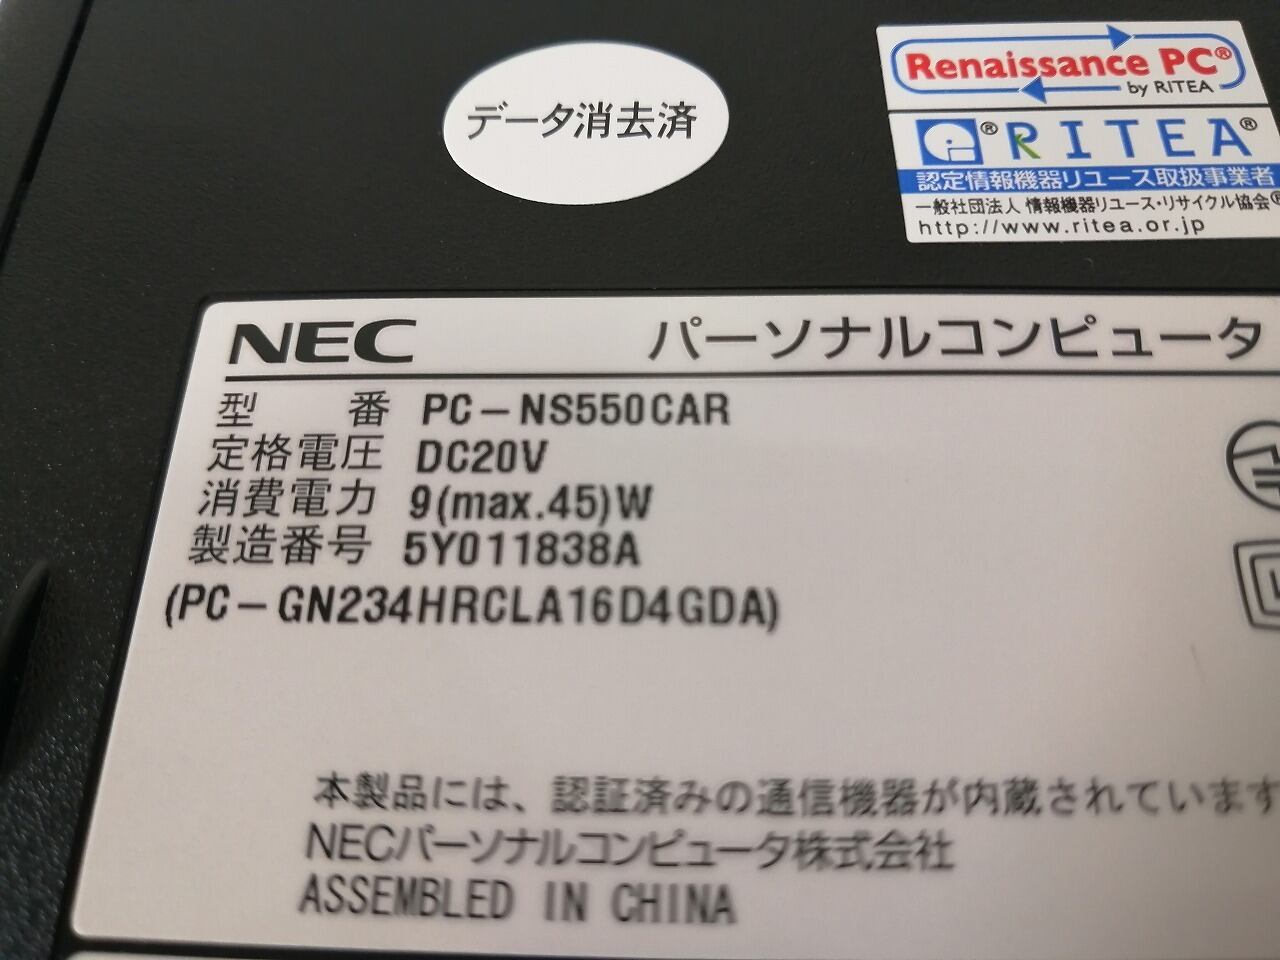 データ消去済
Renaissance PC®
by RITEA
® RITEA®
認定情報機器リユース取扱事業者
一般社団法人 情報機器リユース・リサイクル協会®
http://www.ritea.or.jp
NEC パーソナルコンピュータ
型 番 PC-NS550CAR
定格電圧 DC20V
消費電力 9(max.45)W
製造番号 5Y011838A
(PC-GN234HRCLA16D4GDA)
本製品には、認証済みの通信機器が内蔵されています
NECパーソナルコンピュータ株式会社
ASSEMBLED IN CHINA